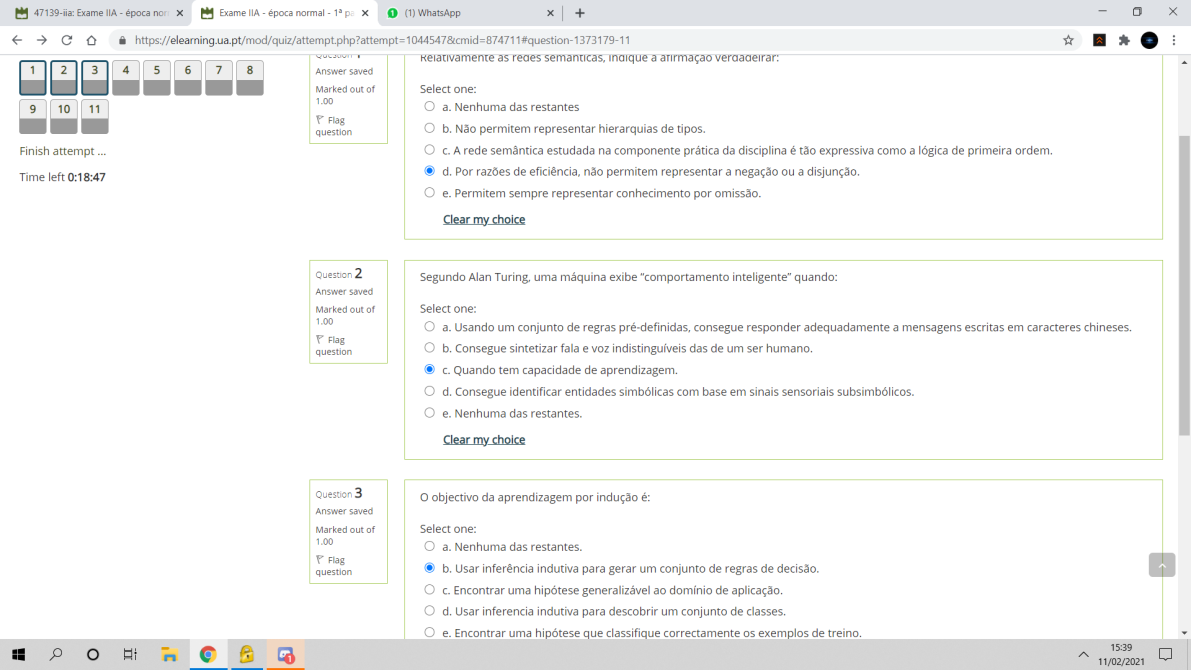 47139-iia: Exame IIA - época nor
Exame IIA - época normal - 1ª pa
(1) WhatsApp
https://elearning.ua.pt/mod/quiz/attempt.php?attempt=1044547&cmid=874711#question-1373179-11
1 2 3 4 5 6 7 8
9 10 11
Finish attempt ...
Time left 0:18:47
Question 1
Answer saved
Marked out of
1.00
Flag
question
Relativamente às redes semânticas, indique a afirmação verdadeira:
Select one:
a. Nenhuma das restantes
b. Não permitem representar hierarquias de tipos.
c. A rede semântica estudada na componente prática da disciplina é tão expressiva como a lógica de primeira ordem.
d. Por razões de eficiência, não permitem representar a negação ou a disjunção.
e. Permitem sempre representar conhecimento por omissão.
Clear my choice
Question 2
Answer saved
Marked out of
1.00
Flag
question
Segundo Alan Turing, uma máquina exibe “comportamento inteligente” quando:
Select one:
a. Usando um conjunto de regras pré-definidas, consegue responder adequadamente a mensagens escritas em caracteres chineses.
b. Consegue sintetizar fala e voz indistinguíveis das de um ser humano.
c. Quando tem capacidade de aprendizagem.
d. Consegue identificar entidades simbólicas com base em sinais sensoriais subsimbólicos.
e. Nenhuma das restantes.
Clear my choice
Question 3
Answer saved
Marked out of
1.00
Flag
question
O objectivo da aprendizagem por indução é:
Select one:
a. Nenhuma das restantes.
b. Usar inferência indutiva para gerar um conjunto de regras de decisão.
c. Encontrar uma hipótese generalizável ao domínio de aplicação.
d. Usar inferencia indutiva para descobrir um conjunto de classes.
e. Encontrar uma hipótese que classifique correctamente os exemplos de treino.
15:39
11/02/2021